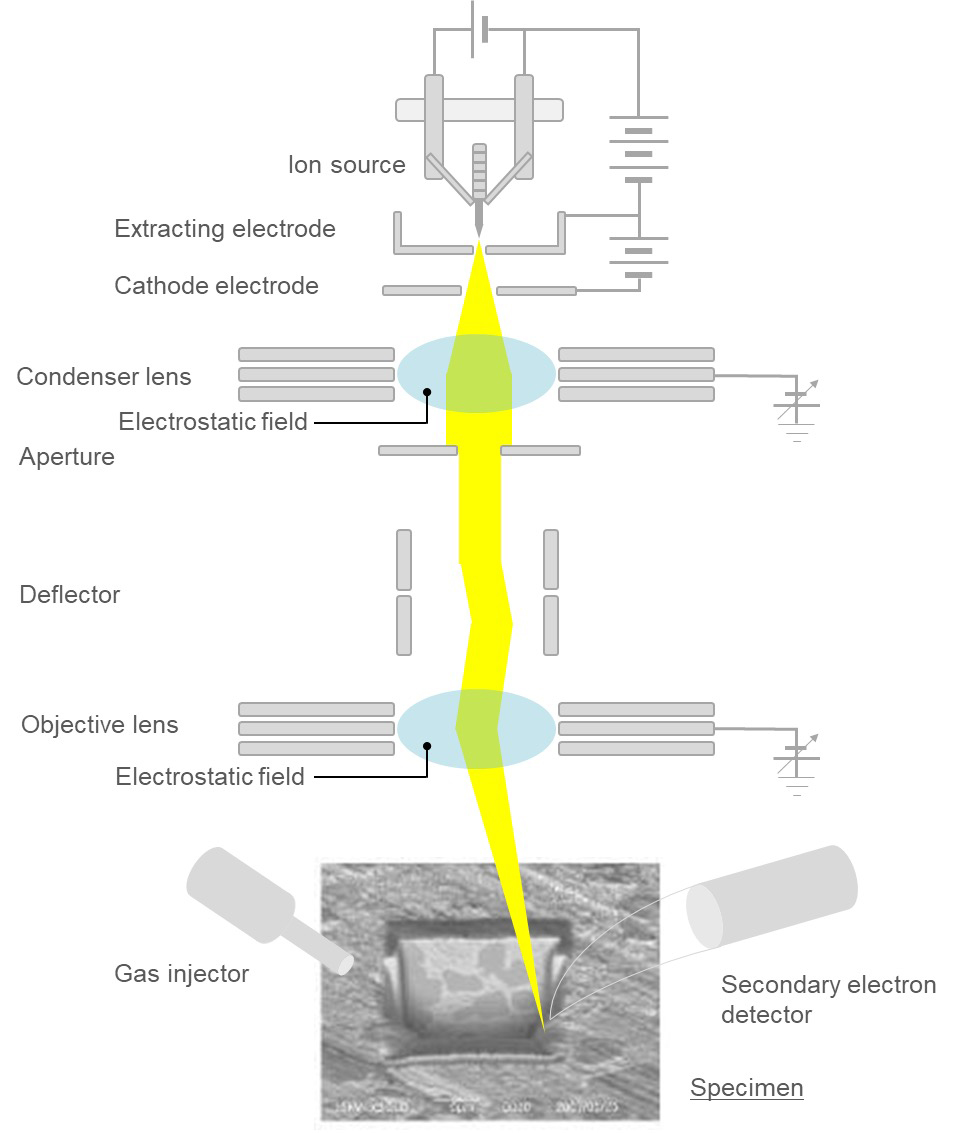 Ion source
Extracting electrode
Cathode electrode
Condenser lens
Electrostatic field
Aperture
Deflector
Objective lens
Electrostatic field
Gas injector
Secondary electron
detector
Specimen